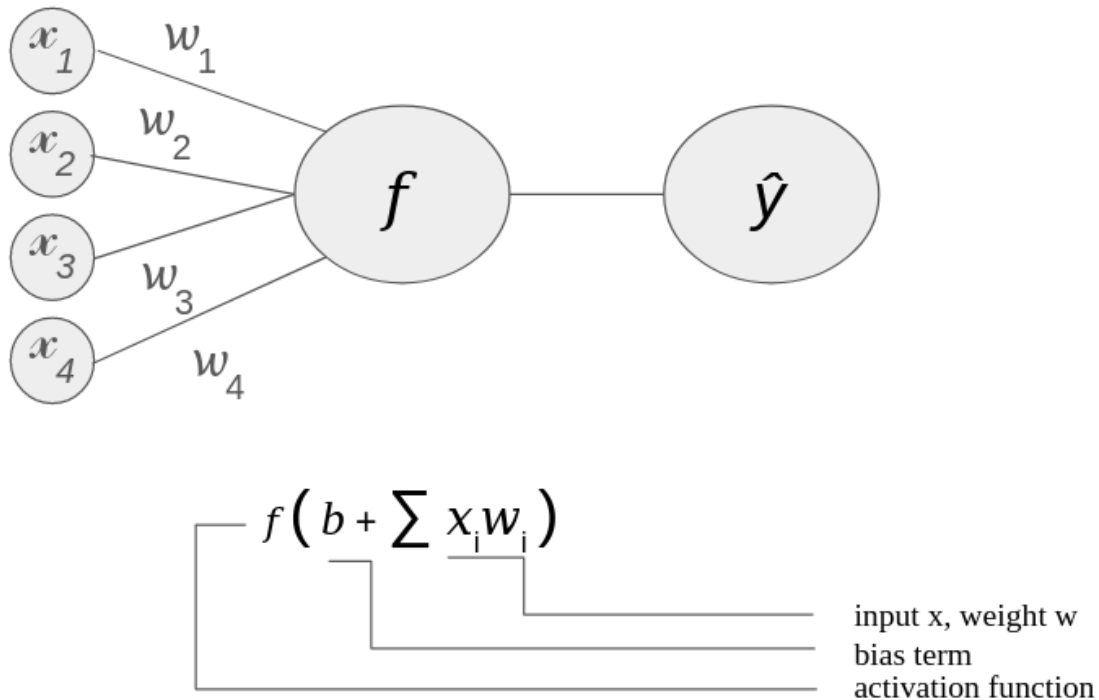 x1
w1
x2
w2
x3
w3
x4
w4
f
ŷ
f ( b + ∑ xiwi )
input x, weight w
bias term
activation function